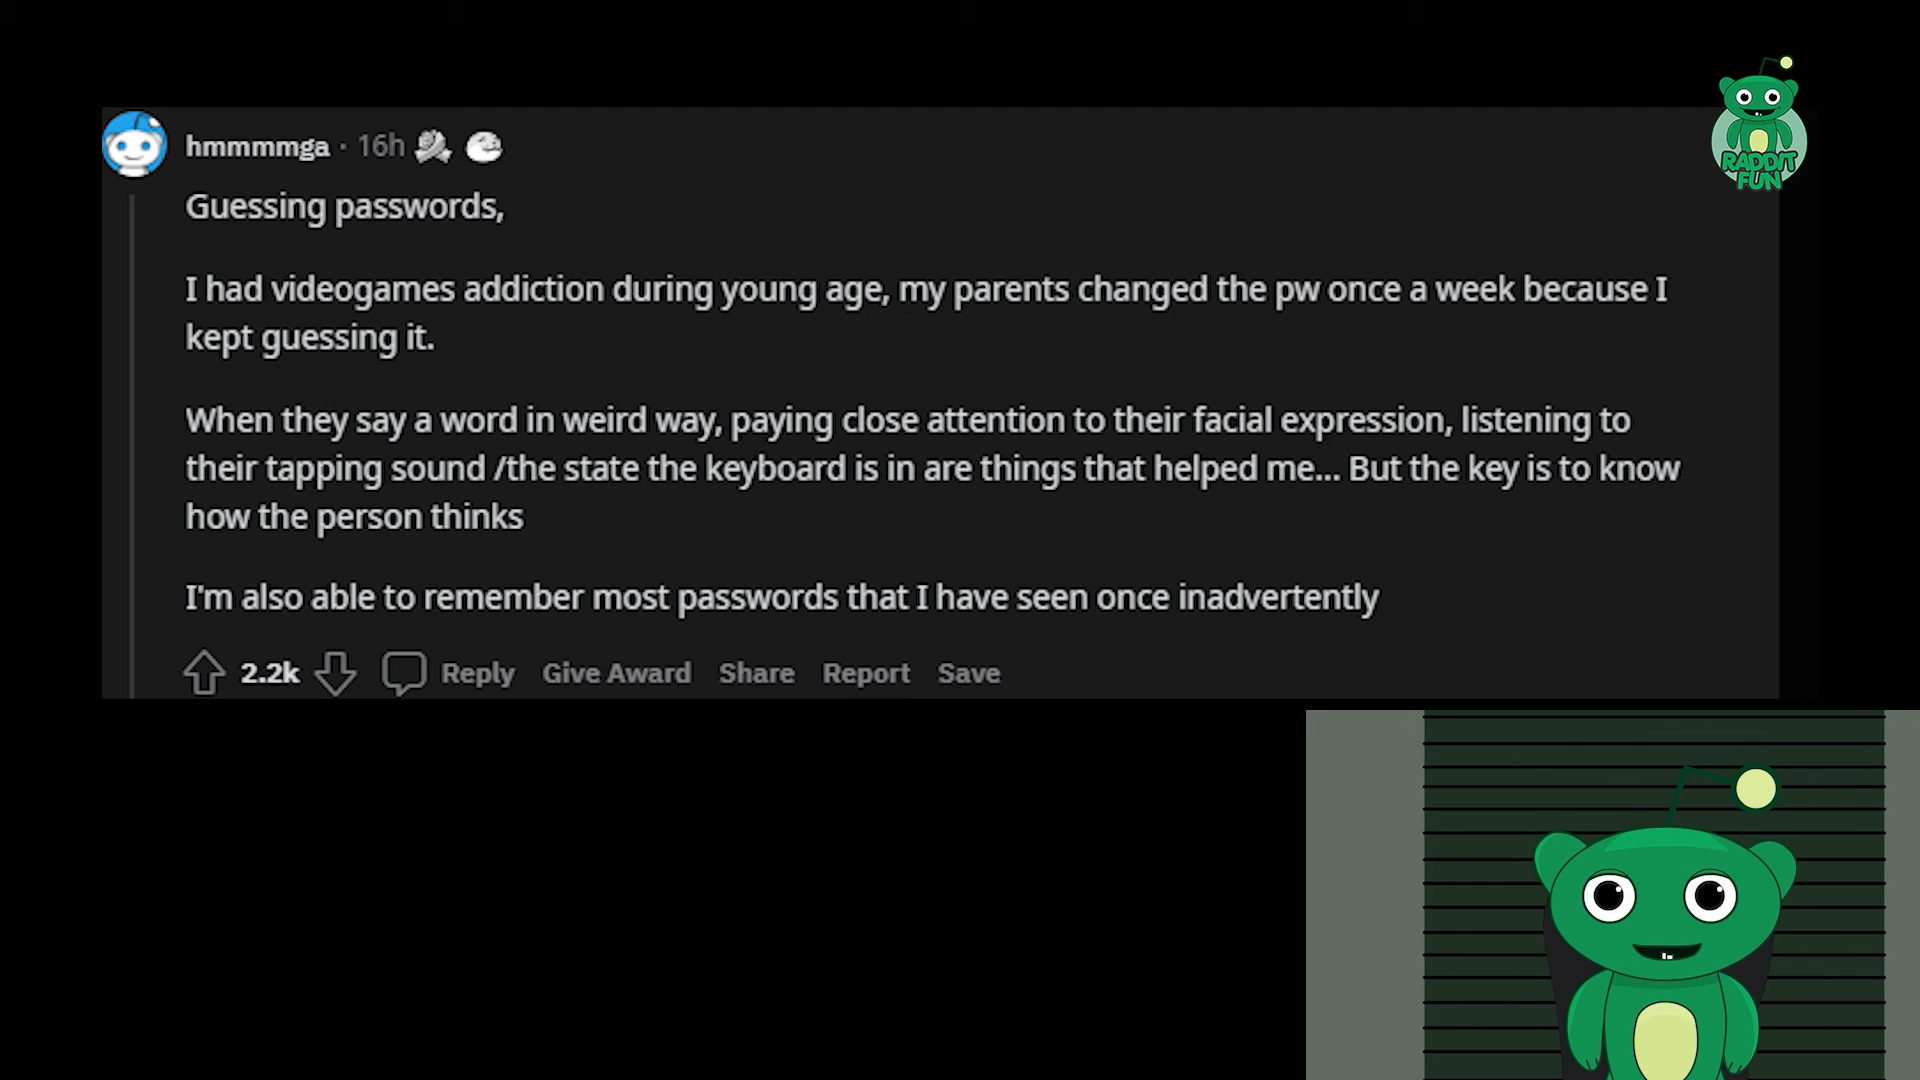 hmmmmga · 16h
Guessing passwords,
I had videogames addiction during young age, my parents changed the pw once a week because I
kept guessing it.
When they say a word in weird way, paying close attention to their facial expression, listening to
their tapping sound /the state the keyboard is in are things that helped me... But the key is to know
how the person thinks
I'm also able to remember most passwords that I have seen once inadvertently
2.2k Reply Give Award Share Report Save
RADDIT
FUN